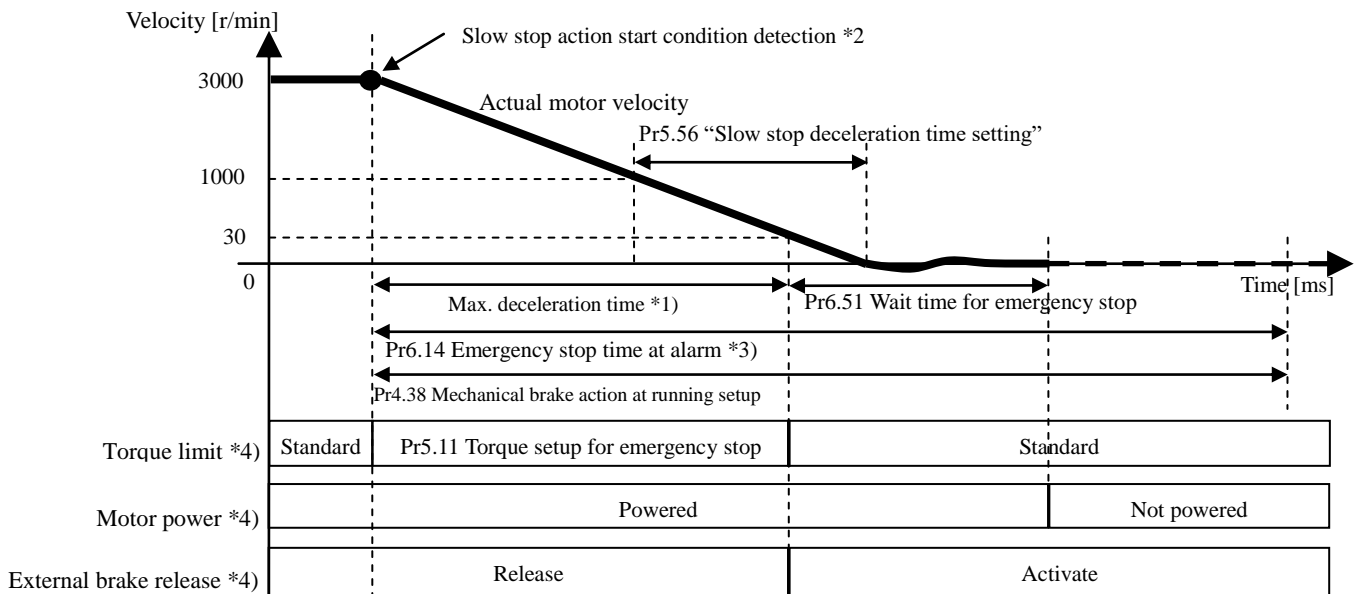 Velocity [r/min]
Slow stop action start condition detection *2
3000
Actual motor velocity
Pr5.56 “Slow stop deceleration time setting”
1000
30
0
Time [ms]
Max. deceleration time *1)
Pr6.51 Wait time for emergency stop
Pr6.14 Emergency stop time at alarm *3)
Pr4.38 Mechanical brake action at running setup
Torque limit *4)
Standard
Pr5.11 Torque setup for emergency stop
Standard
Motor power *4)
Powered
Not powered
External brake release *4)
Release
Activate